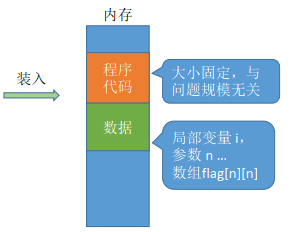 内存
装入
程序
代码
大小固定，与
问题规模无关
数据
局部变量 i，
参数 n ...
数组flag[n][n]